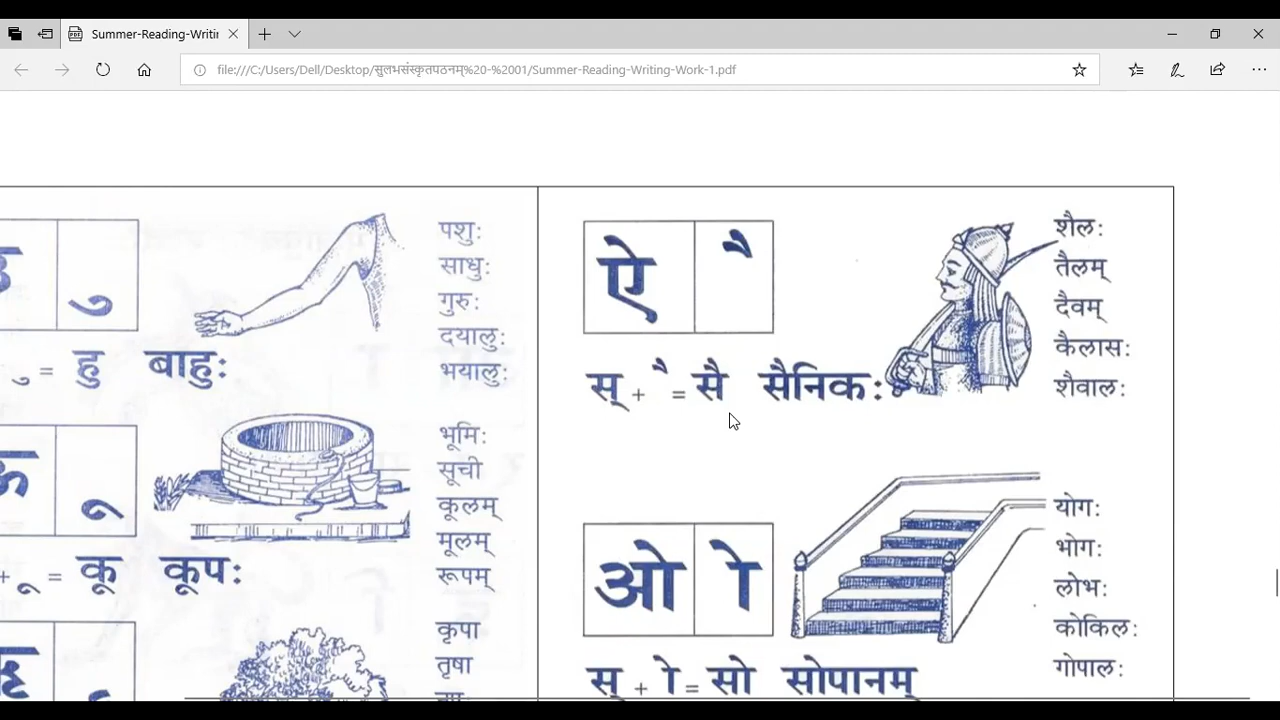 Summer-Reading-Writi
file:///C:/Users/Dell/Desktop/सुलभसंस्कृतपठनम्%20-%2001/Summer-Reading-Writing-Work-1.pdf
उ ु
ु = हु बाहुः
पशुः
साधुः
गुरुः
दयालुः
भयालुः
ऊ ू
+ ू = कू कूपः
भूमिः
सूची
कूलम्
मूलम्
रूपम्
ऋ
कृपा
तृषा
ऐ ै
स् + ै = सै सैनिकः
शैलः
तैलम्
दैवम्
कैलासः
शैवालः
ओ ो
स् + ो = सो सोपानम्
योगः
भोगः
लोभः
कोकिलः
गोपालः